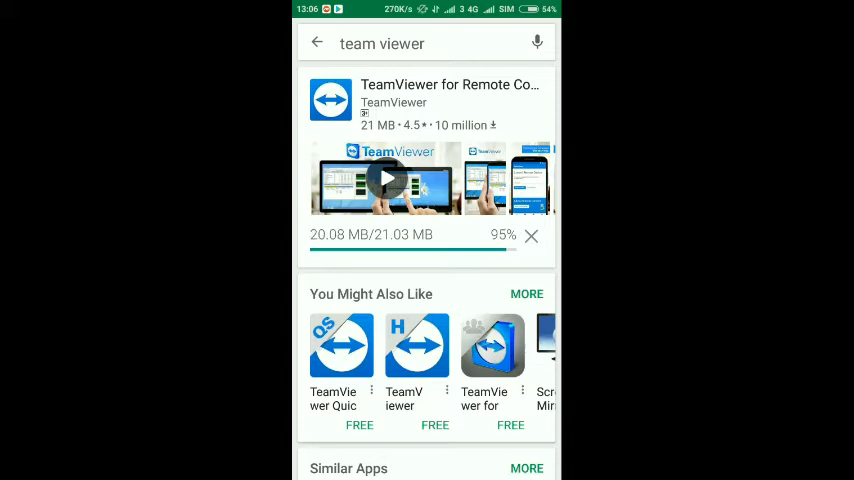 13:06 270K/s 3 4G SIM 54%
team viewer
TeamViewer for Remote Co...
TeamViewer
3+
21 MB · 4.5★ · 10 million
TeamViewer
20.08 MB/21.03 MB 95%
You Might Also Like MORE
QS H
TeamVie TeamV TeamVie Scr
wer Quic iewer wer for Mir
FREE FREE FREE
Similar Apps MORE